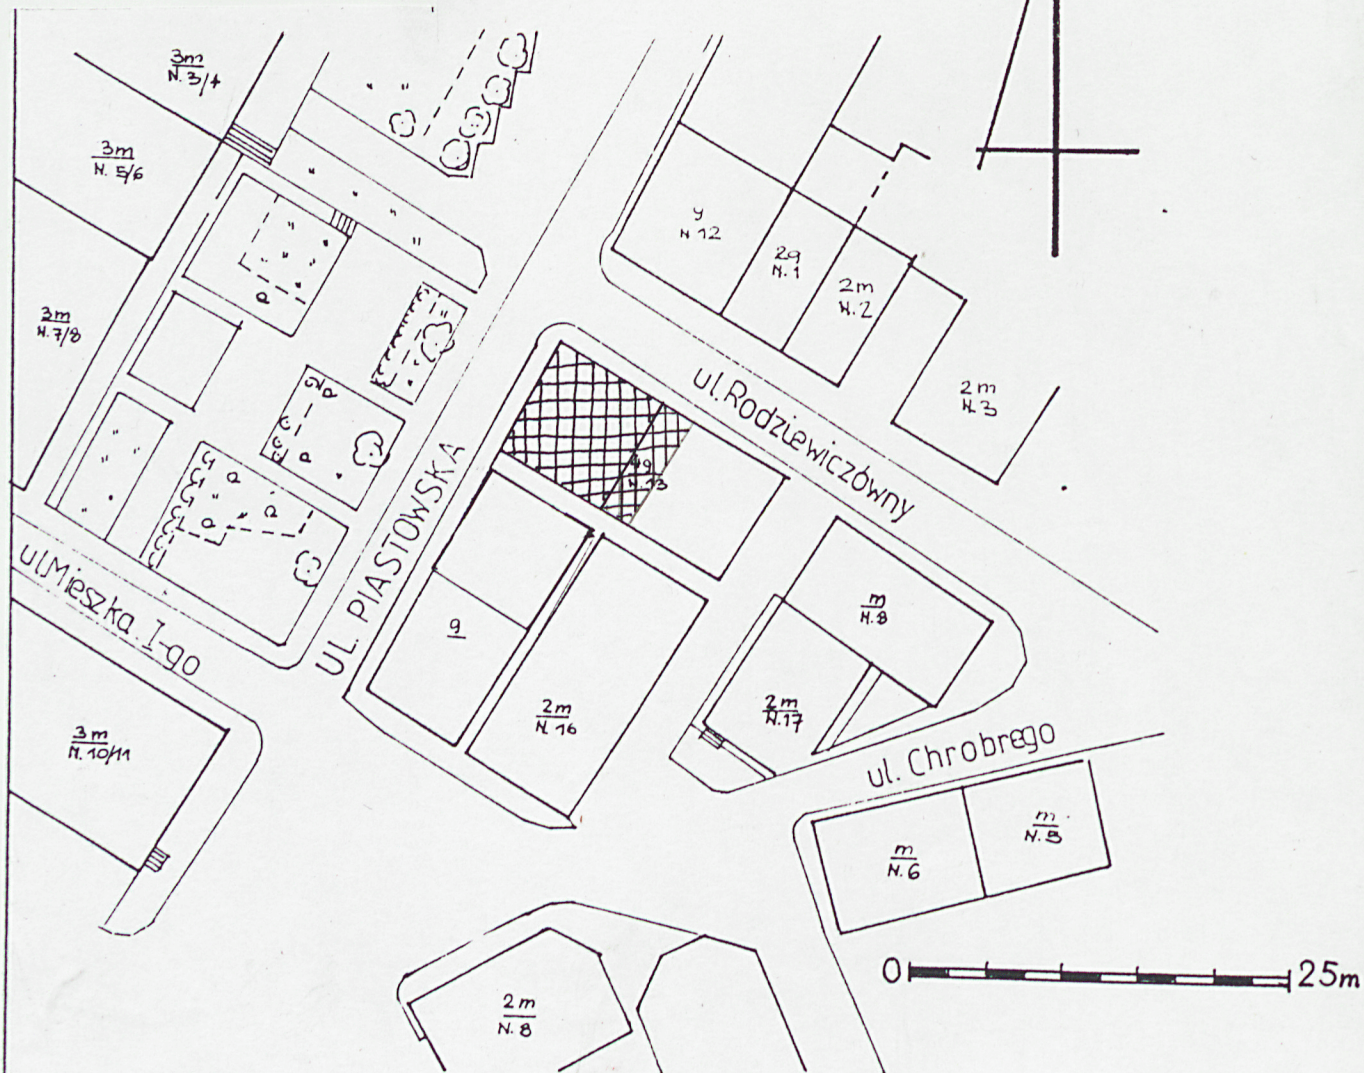 3m
N. 3/4
3m
N. 5/6
3m
N. 7/8
g
N 12
2g
N. 1
2m
N. 2
2m
N. 3
ul. Rodziewiczówny
N. 13
UL. PIASTOWSKA
ul. Mieszka I-go
g
2m
N. 16
m
N. 8
2m
N. 17
3m
N. 10/11
ul. Chrobrego
m
N. 6
m
N. 5
2m
N. 8
0
25m